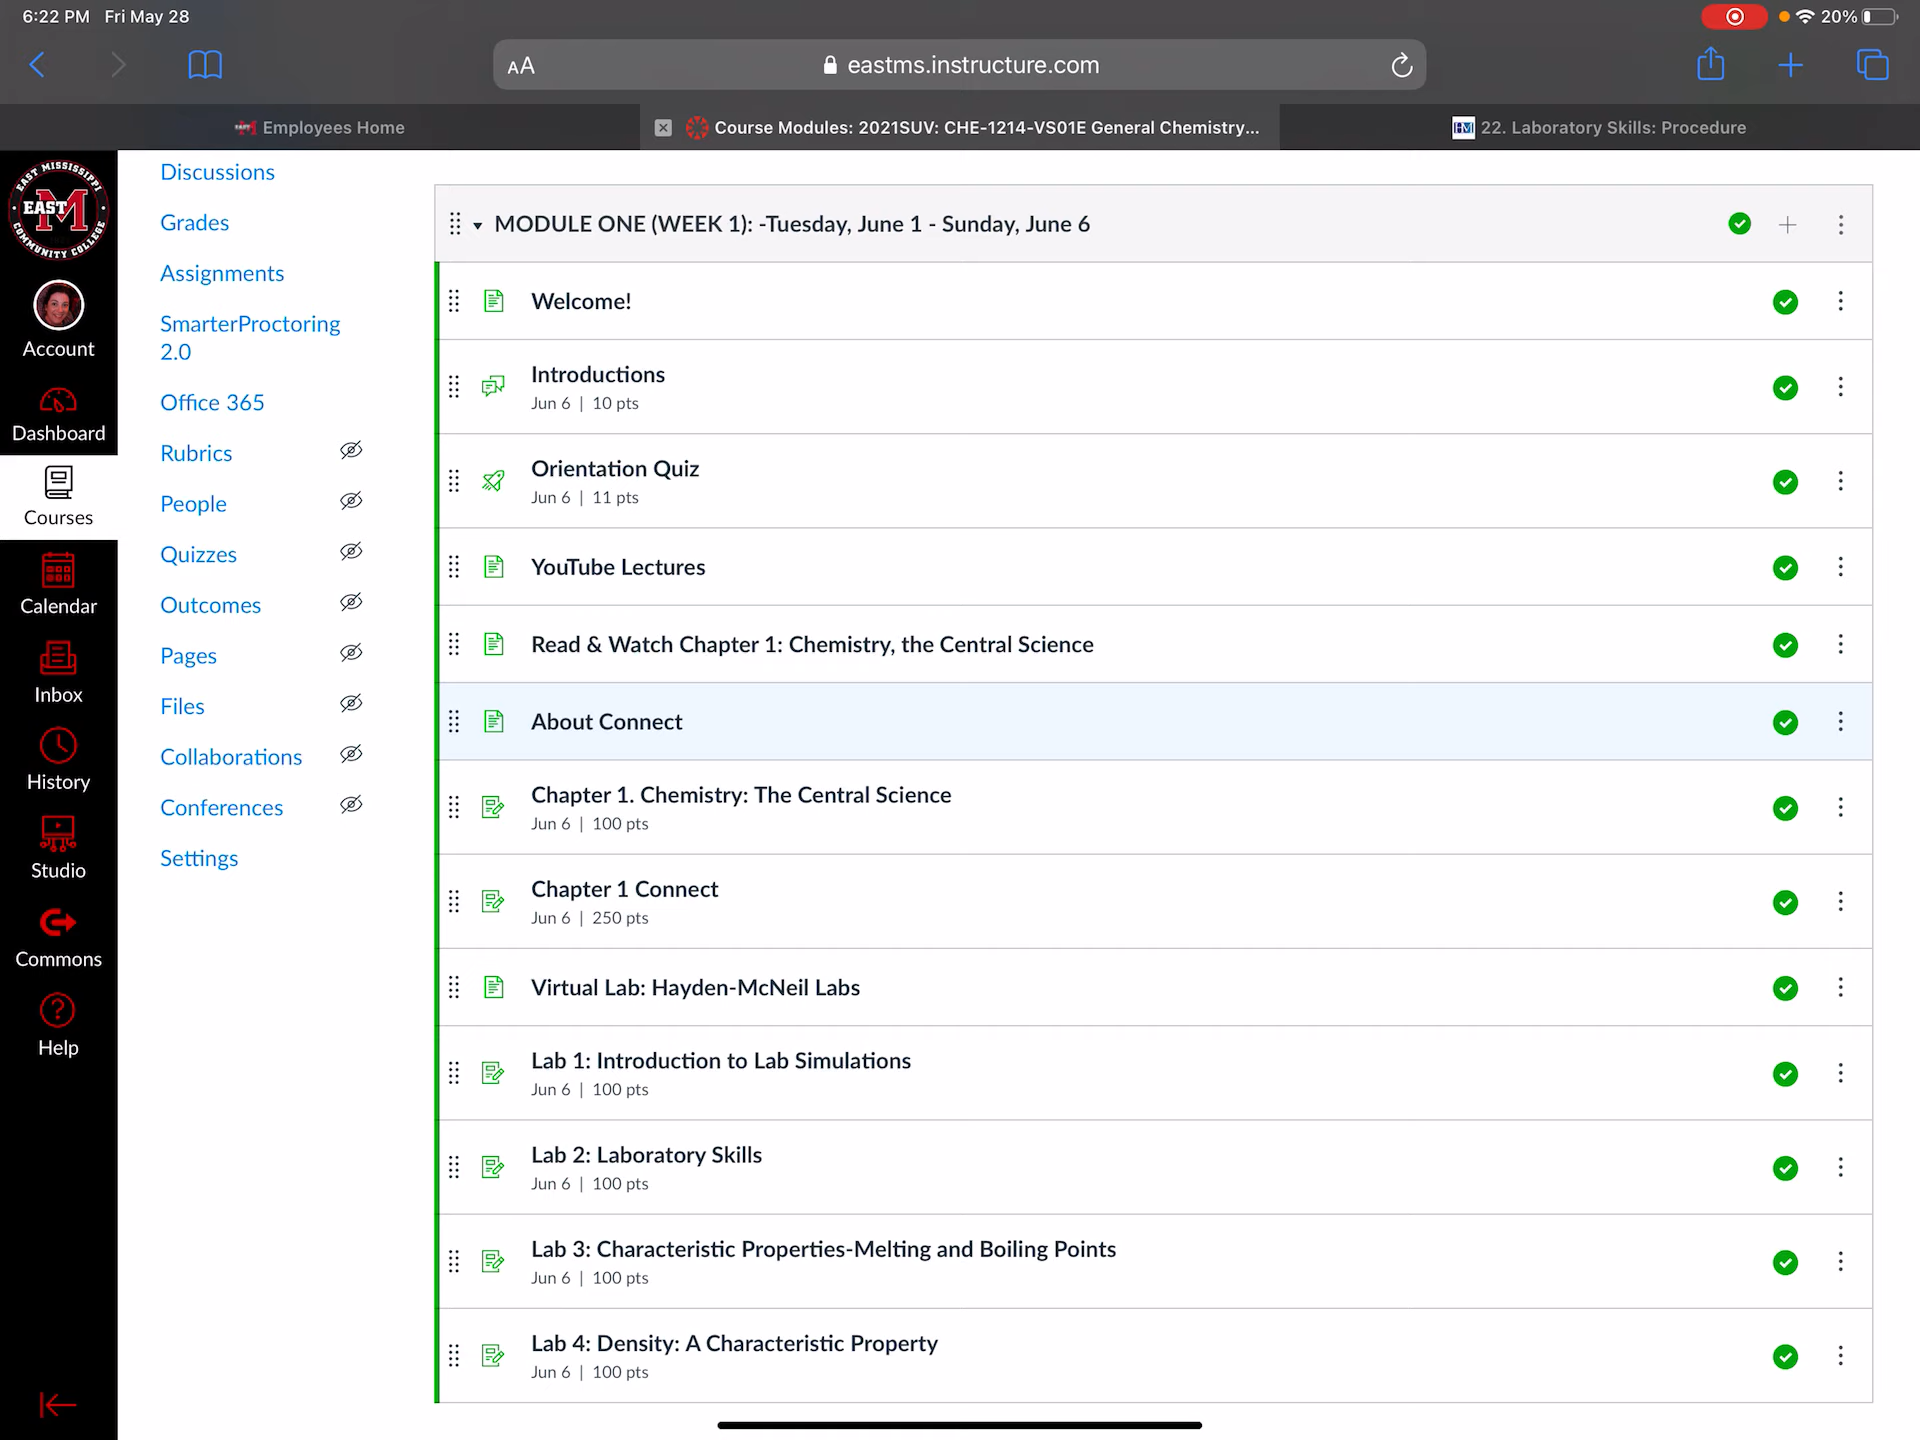 6:22 PM Fri May 28
20%
AA
eastms.instructure.com
Employees Home
Course Modules: 2021SUV: CHE-1214-VS01E General Chemistry...
HM
22. Laboratory Skills: Procedure
EAST MISSISSIPPI
EAST M
COMMUNITY COLLEGE
Account
Dashboard
Courses
Calendar
Inbox
History
Studio
Commons
Help
Discussions
Grades
Assignments
SmarterProctoring
2.0
Office 365
Rubrics
People
Quizzes
Outcomes
Pages
Files
Collaborations
Conferences
Settings
MODULE ONE (WEEK 1): -Tuesday, June 1 - Sunday, June 6
Welcome!
Introductions
Jun 6 | 10 pts
Orientation Quiz
Jun 6 | 11 pts
YouTube Lectures
Read & Watch Chapter 1: Chemistry, the Central Science
About Connect
Chapter 1. Chemistry: The Central Science
Jun 6 | 100 pts
Chapter 1 Connect
Jun 6 | 250 pts
Virtual Lab: Hayden-McNeil Labs
Lab 1: Introduction to Lab Simulations
Jun 6 | 100 pts
Lab 2: Laboratory Skills
Jun 6 | 100 pts
Lab 3: Characteristic Properties-Melting and Boiling Points
Jun 6 | 100 pts
Lab 4: Density: A Characteristic Property
Jun 6 | 100 pts